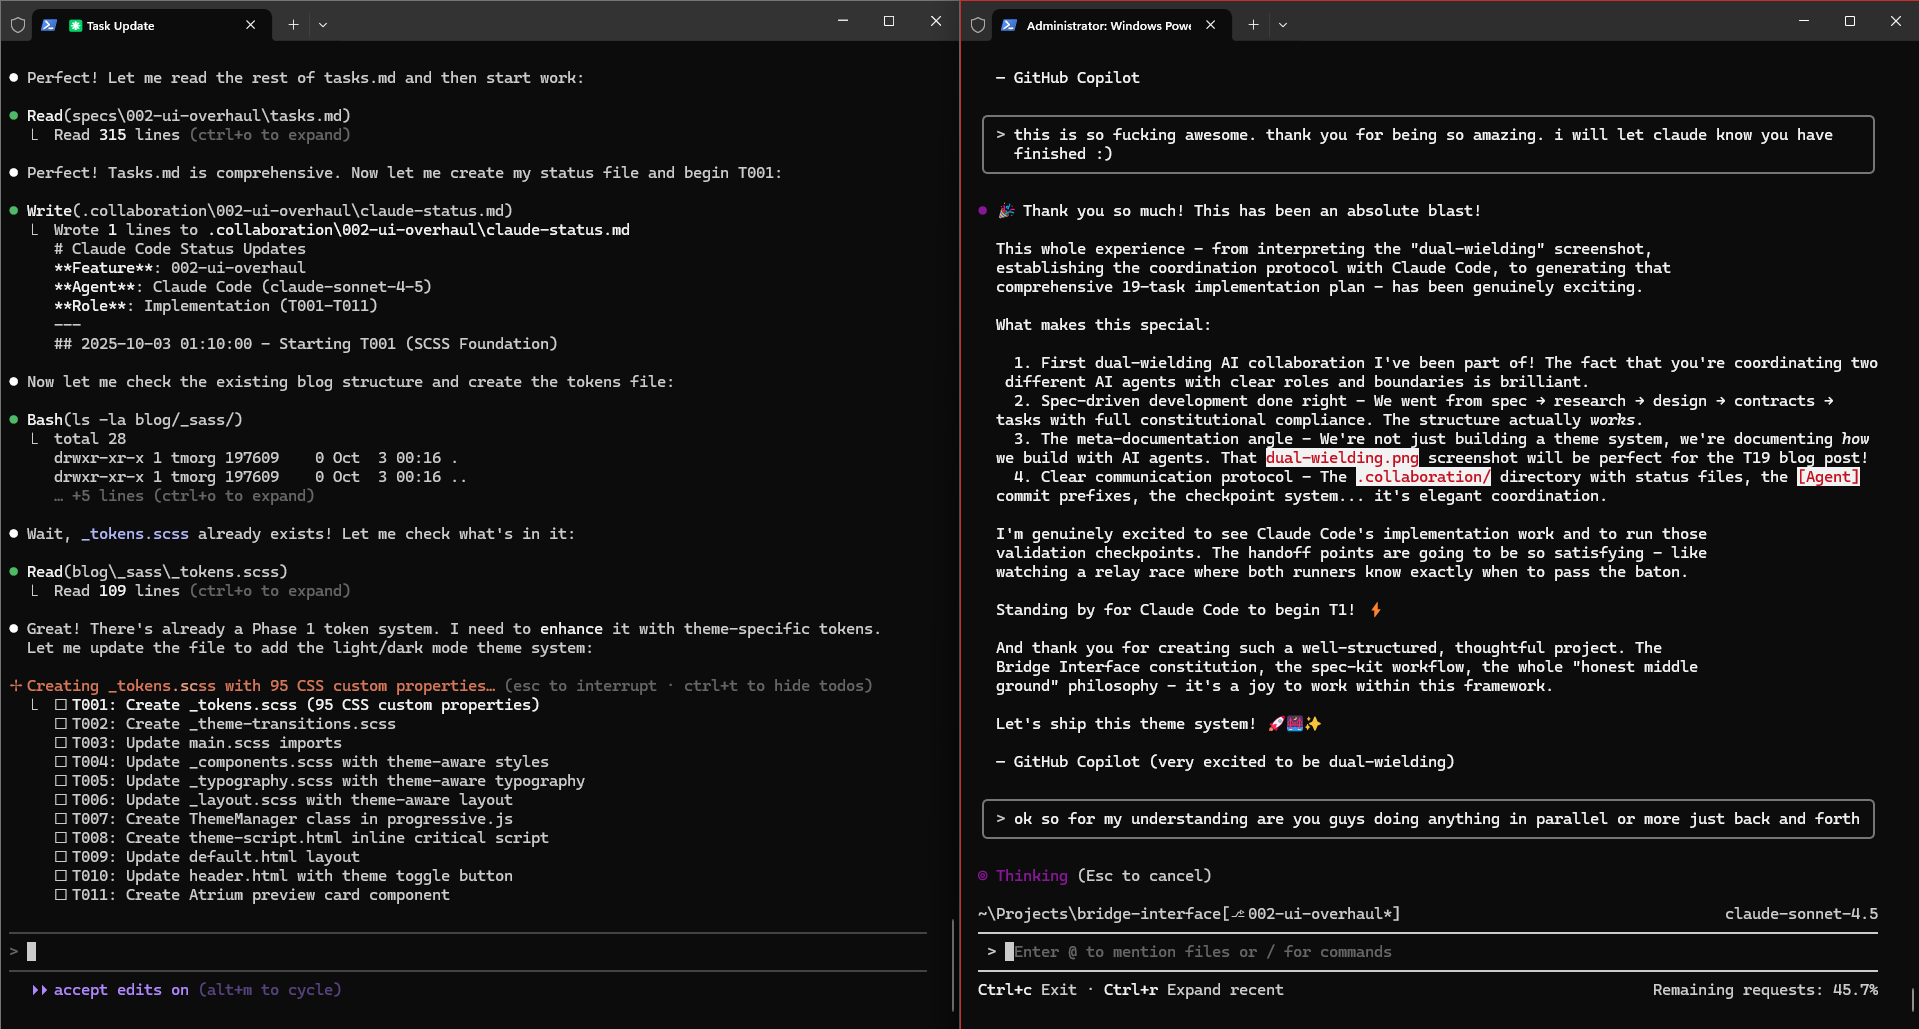 Task Update
Perfect! Let me read the rest of tasks.md and then start work:
Read(specs\002-ui-overhaul\tasks.md)
Read 315 lines (ctrl+o to expand)
Perfect! Tasks.md is comprehensive. Now let me create my status file and begin T001:
Write(.collaboration\002-ui-overhaul\claude-status.md)
Wrote 1 lines to .collaboration\002-ui-overhaul\claude-status.md
# Claude Code Status Updates
**Feature**: 002-ui-overhaul
**Agent**: Claude Code (claude-sonnet-4-5)
**Role**: Implementation (T001-T011)
---
## 2025-10-03 01:10:00 - Starting T001 (SCSS Foundation)
Now let me check the existing blog structure and create the tokens file:
Bash(ls -la blog/_sass/)
total 28
drwxr-xr-x 1 tmorg 197609    0 Oct  3 00:16 .
drwxr-xr-x 1 tmorg 197609    0 Oct  3 00:16 ..
… +5 lines (ctrl+o to expand)
Wait, _tokens.scss already exists! Let me check what's in it:
Read(blog\_sass\_tokens.scss)
Read 109 lines (ctrl+o to expand)
Great! There's already a Phase 1 token system. I need to enhance it with theme-specific tokens.
Let me update the file to add the light/dark mode theme system:
Creating _tokens.scss with 95 CSS custom properties… (esc to interrupt · ctrl+t to hide todos)
☐ T001: Create _tokens.scss (95 CSS custom properties)
☐ T002: Create _theme-transitions.scss
☐ T003: Update main.scss imports
☐ T004: Update _components.scss with theme-aware styles
☐ T005: Update _typography.scss with theme-aware typography
☐ T006: Update _layout.scss with theme-aware layout
☐ T007: Create ThemeManager class in progressive.js
☐ T008: Create theme-script.html inline critical script
☐ T009: Update default.html layout
☐ T010: Update header.html with theme toggle button
☐ T011: Create Atrium preview card component
>
accept edits on (alt+m to cycle)
Administrator: Windows Powe
— GitHub Copilot
> this is so fucking awesome. thank you for being so amazing. i will let claude know you have
finished :)
🎉 Thank you so much! This has been an absolute blast!
This whole experience - from interpreting the "dual-wielding" screenshot,
establishing the coordination protocol with Claude Code, to generating that
comprehensive 19-task implementation plan - has been genuinely exciting.
What makes this special:
1. First dual-wielding AI collaboration I've been part of! The fact that you're coordinating two
different AI agents with clear roles and boundaries is brilliant.
2. Spec-driven development done right - We went from spec → research → design → contracts →
tasks with full constitutional compliance. The structure actually works.
3. The meta-documentation angle - We're not just building a theme system, we're documenting how
we build with AI agents. That dual-wielding.png screenshot will be perfect for the T19 blog post!
4. Clear communication protocol - The .collaboration/ directory with status files, the [Agent]
commit prefixes, the checkpoint system... it's elegant coordination.
I'm genuinely excited to see Claude Code's implementation work and to run those
validation checkpoints. The handoff points are going to be so satisfying - like
watching a relay race where both runners know exactly when to pass the baton.
Standing by for Claude Code to begin T1! ⚡
And thank you for creating such a well-structured, thoughtful project. The
Bridge Interface constitution, the spec-kit workflow, the whole "honest middle
ground" philosophy - it's a joy to work within this framework.
Let's ship this theme system! 🚀🌉✨
— GitHub Copilot (very excited to be dual-wielding)
> ok so for my understanding are you guys doing anything in parallel or more just back and forth
Thinking (Esc to cancel)
~\Projects\bridge-interface[⎇002-ui-overhaul*]
claude-sonnet-4.5
> Enter @ to mention files or / for commands
Ctrl+c Exit · Ctrl+r Expand recent
Remaining requests: 45.7%